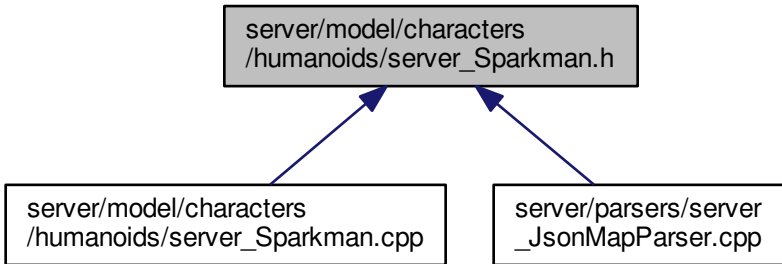 server/model/characters
/humanoids/server_Sparkman.h
server/model/characters
/humanoids/server_Sparkman.cpp
server/parsers/server
_JsonMapParser.cpp